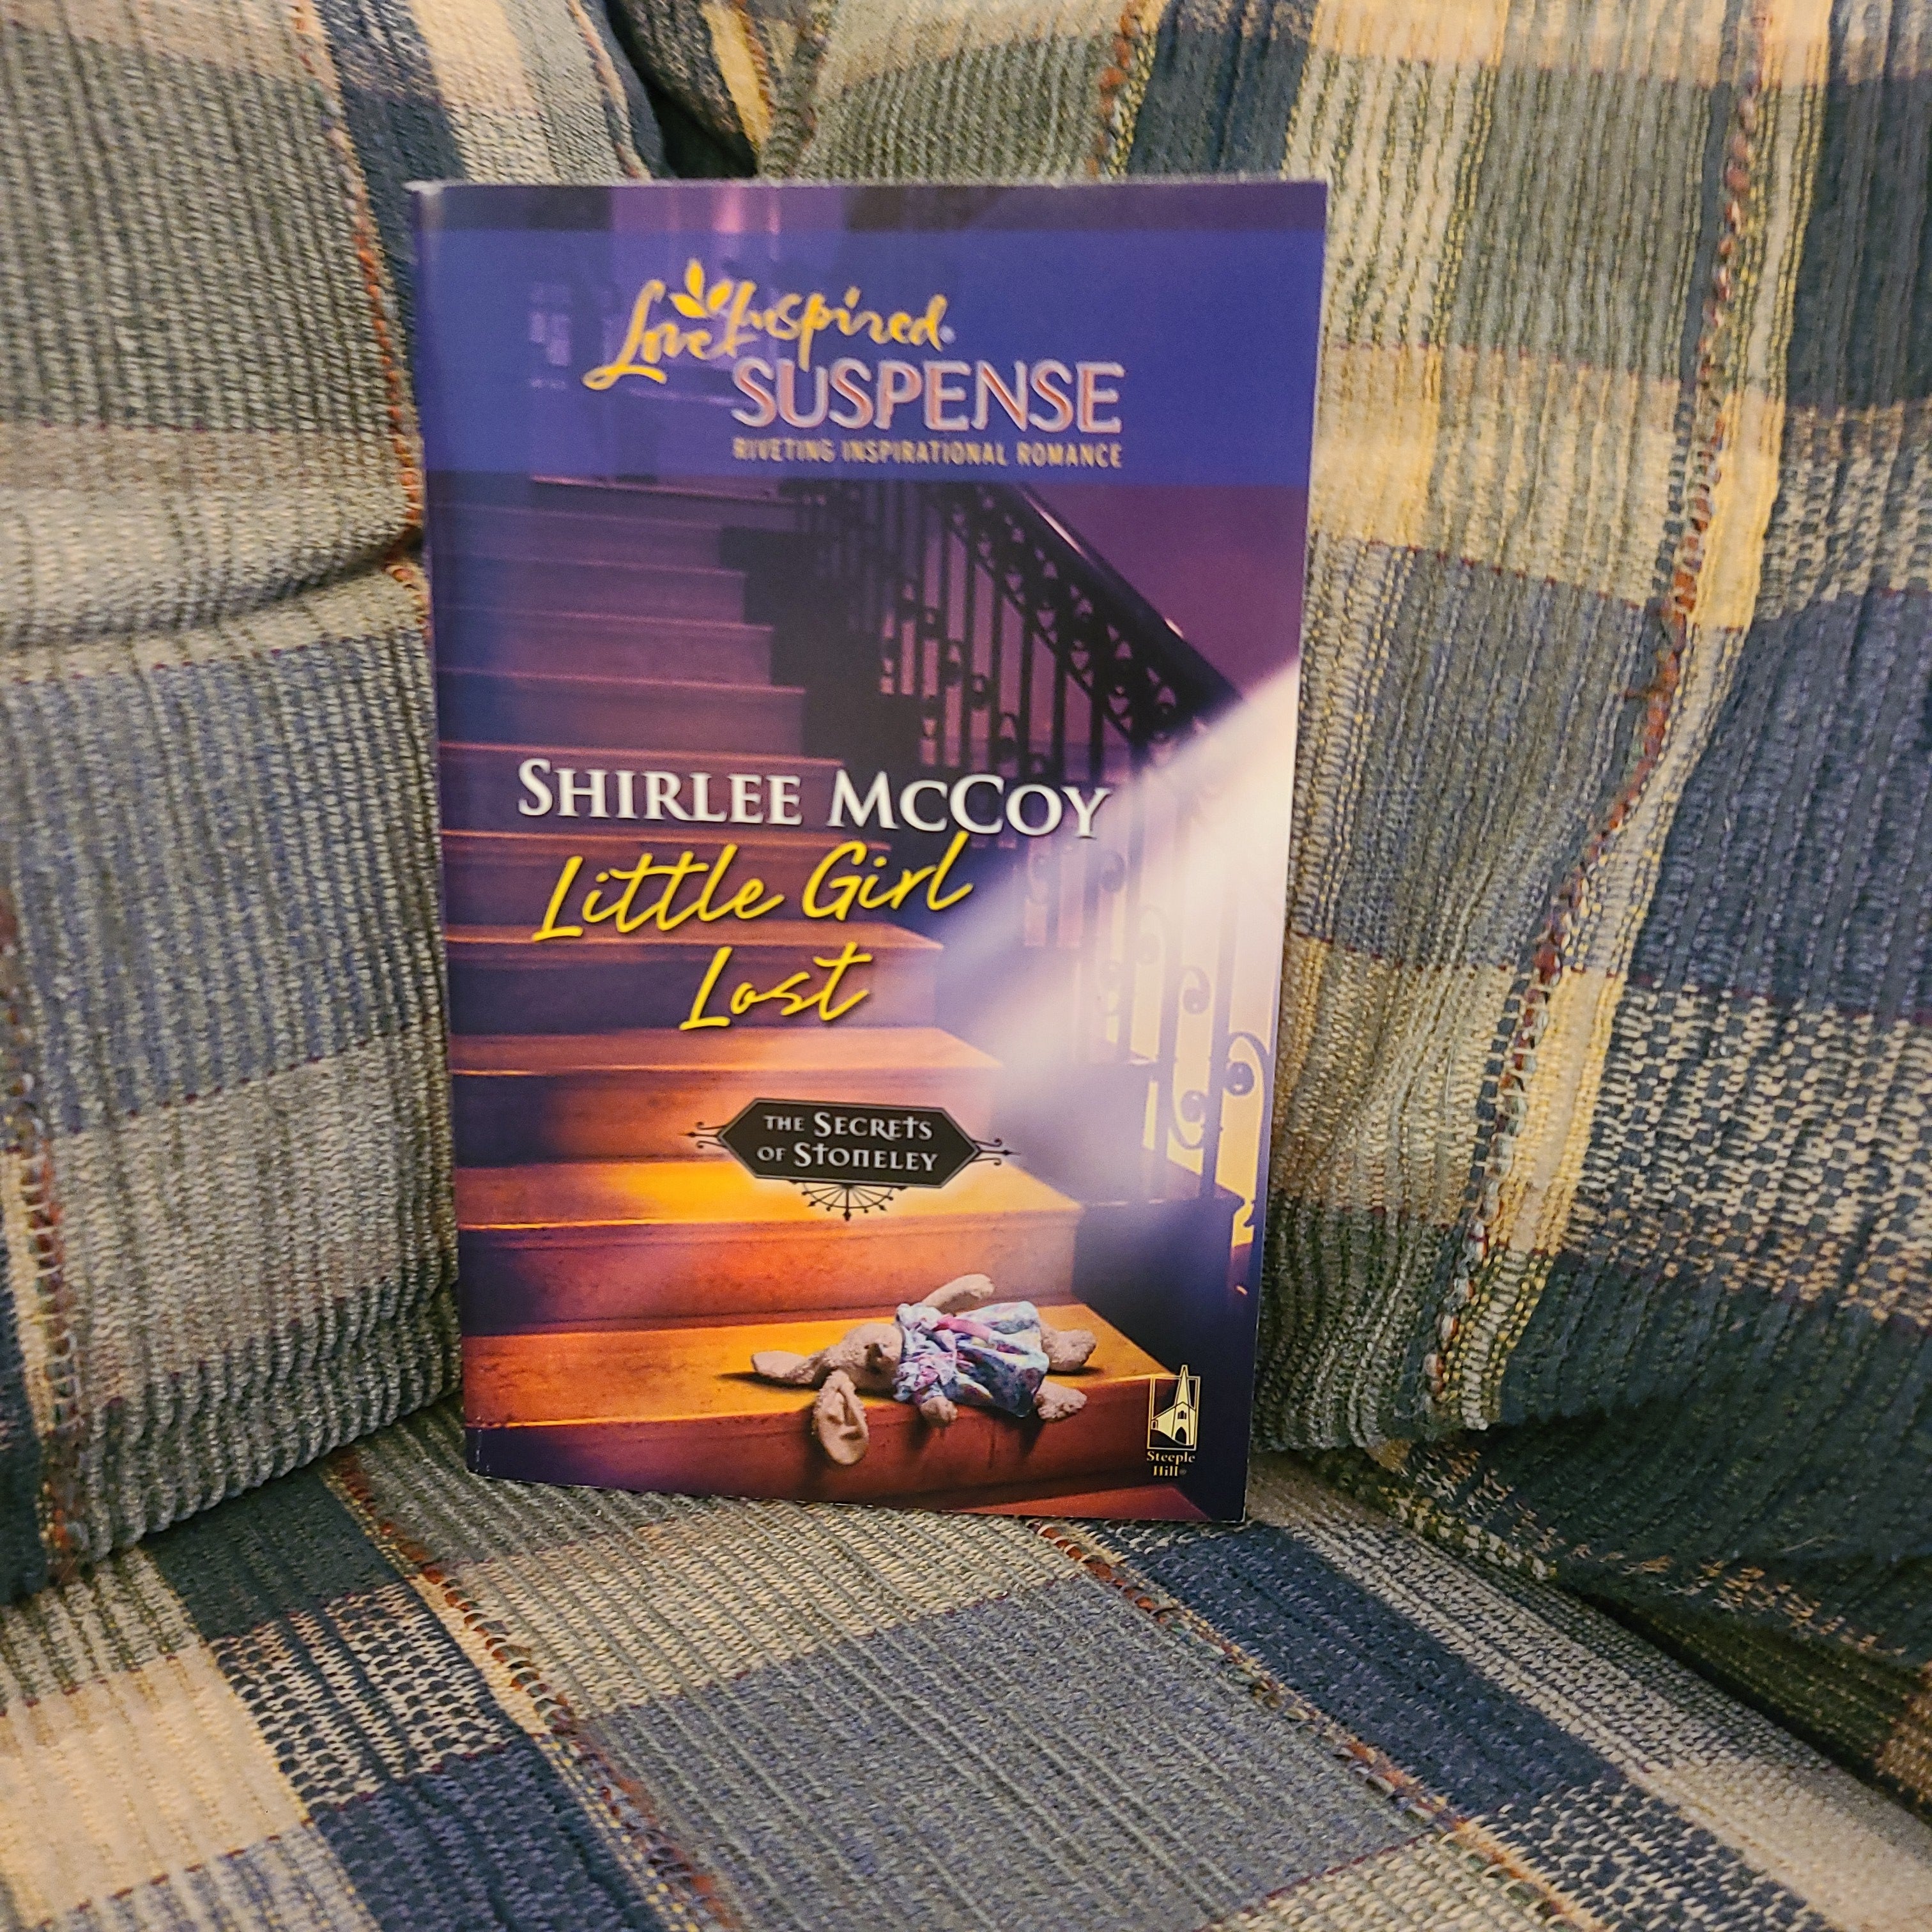 Love Inspired®
SUSPENSE
RIVETING INSPIRATIONAL ROMANCE
SHIRLEE MCCOY
Little Girl
Lost
THE SECRETS
OF STONELEY
Steeple
Hill®